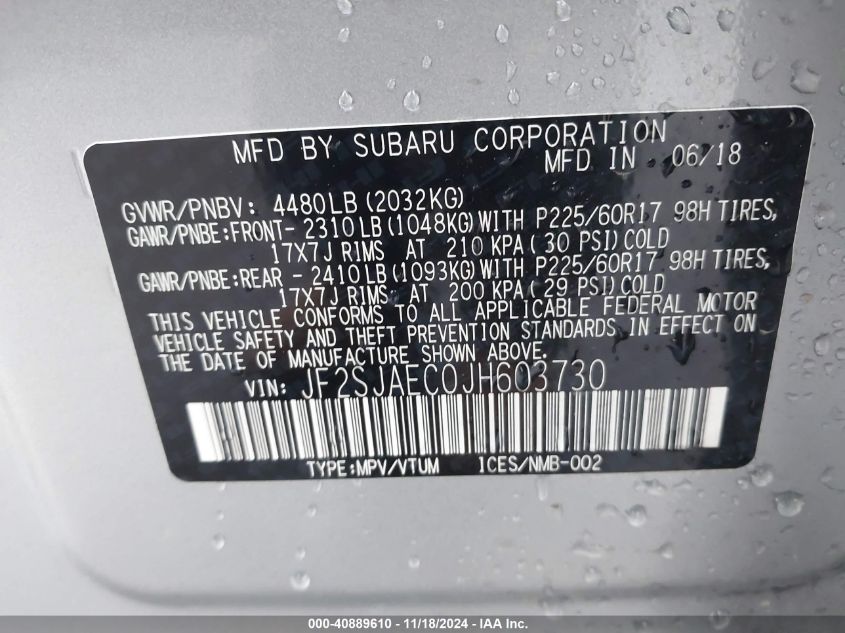 MFD BY SUBARU CORPORATION
MFD IN 06/18
GVWR/PNBV: 4480LB (2032KG)
GAWR/PNBE:FRONT- 2310 LB (1048KG) WITH P225/60R17 98H TIRES,
17X7J RIMS AT 210 KPA ( 30 PSI) COLD
GAWR/PNBE:REAR - 2410 LB (1093KG) WITH P225/60R17 98H TIRES,
17X7J RIMS AT 200 KPA ( 29 PSI) COLD
THIS VEHICLE CONFORMS TO ALL APPLICABLE FEDERAL MOTOR
VEHICLE SAFETY AND THEFT PREVENTION STANDARDS IN EFFECT ON
THE DATE OF MANUFACTURE SHOWN ABOVE.
VIN: JF2SJAEC0JH603730
TYPE:MPV/VTUM ICES/NMB-002
000-40889610 - 11/18/2024 - IAA Inc.